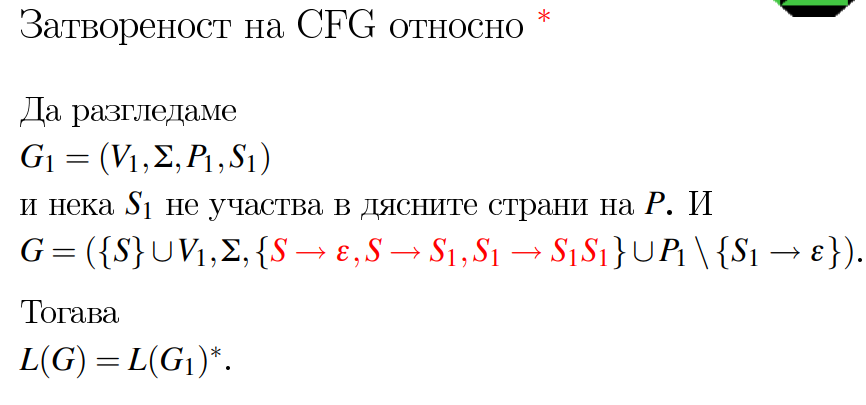 Затвореност на CFG относно *
Да разгледаме
G₁ = (V₁, Σ, P₁, S₁)
и нека S₁ не участва в дясните страни на P. И
G = ({S} ∪ V₁, Σ, {S → ε, S → S₁, S₁ → S₁S₁} ∪ P₁ \ {S₁ → ε}).
Тогава
L(G) = L(G₁)*.